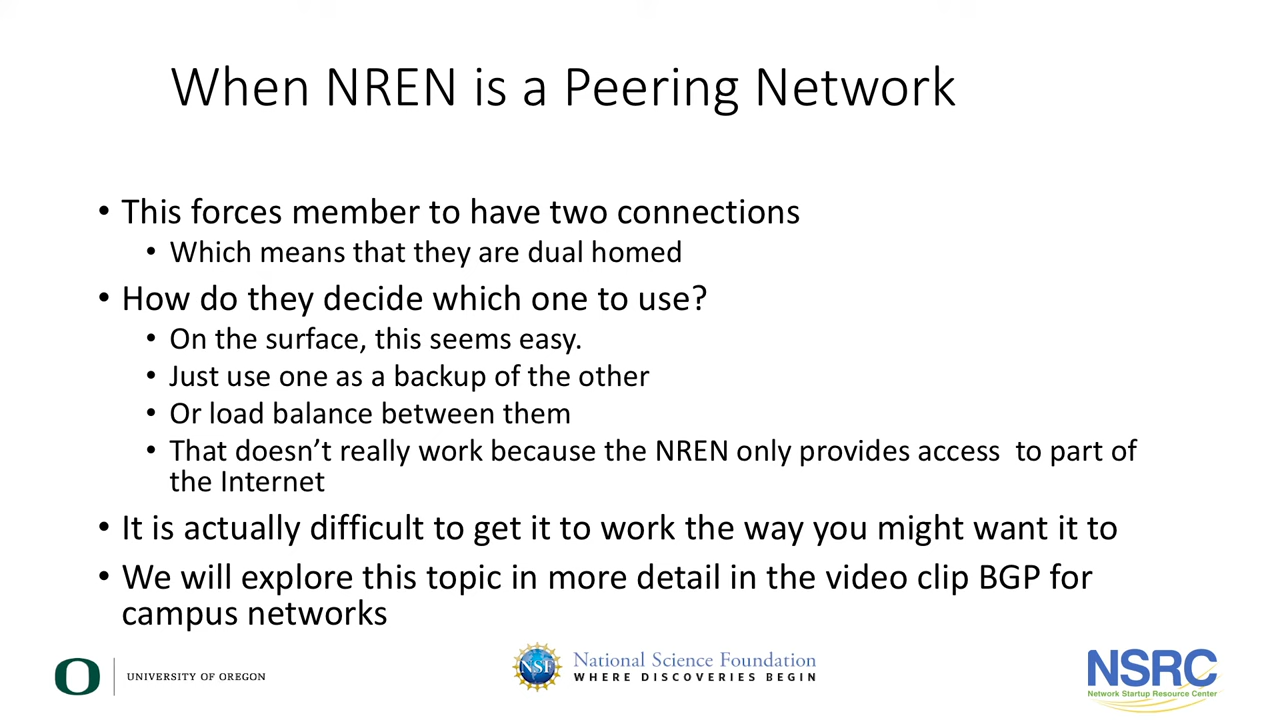 When NREN is a Peering Network
• This forces member to have two connections
• Which means that they are dual homed
• How do they decide which one to use?
• On the surface, this seems easy.
• Just use one as a backup of the other
• Or load balance between them
• That doesn’t really work because the NREN only provides access  to part of
the Internet
• It is actually difficult to get it to work the way you might want it to
• We will explore this topic in more detail in the video clip BGP for
campus networks
O UNIVERSITY OF OREGON
NSF National Science Foundation
WHERE DISCOVERIES BEGIN
NSRC
Network Startup Resource Center